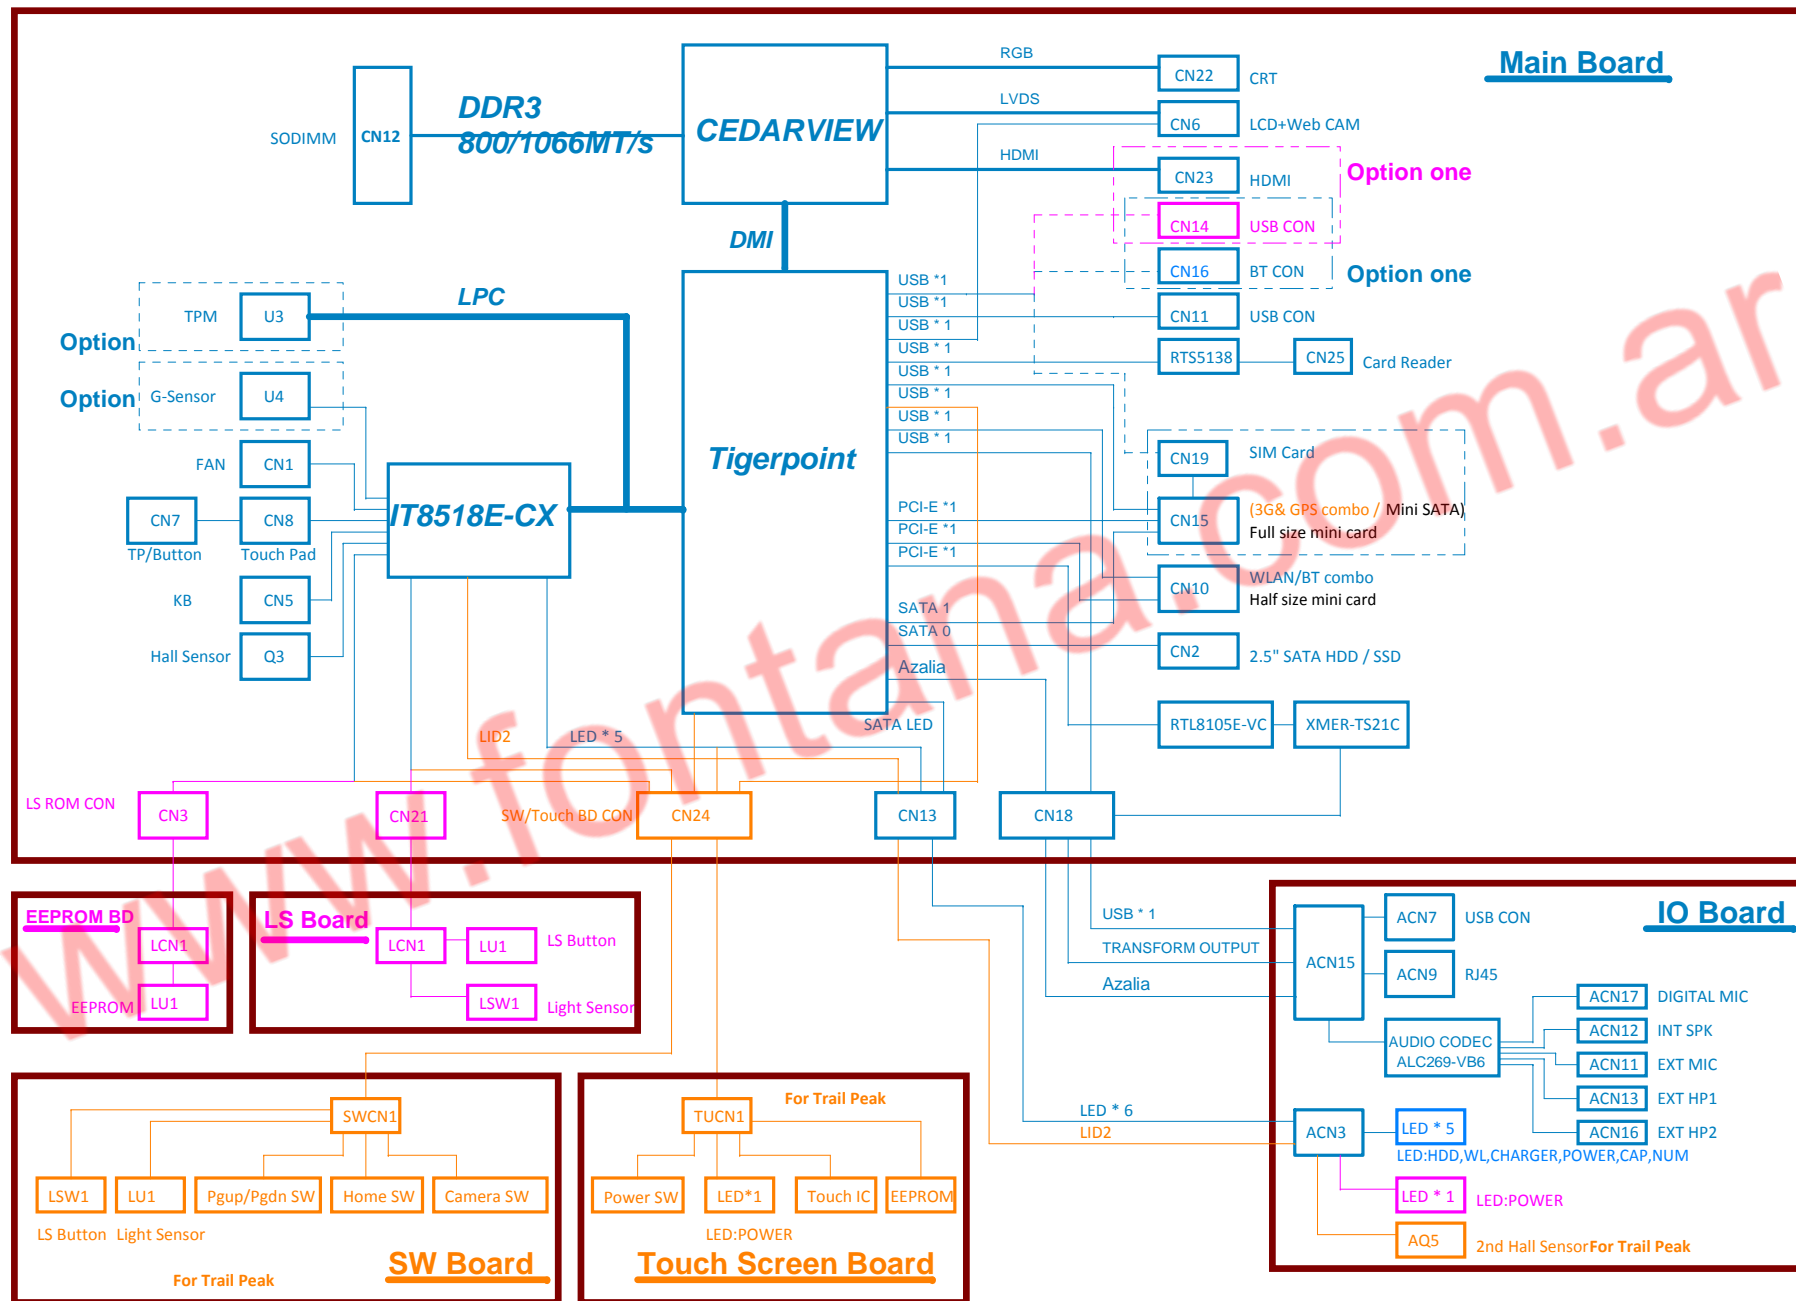 Main Board
RGB
CN22
CRT
LVDS
CN6
LCD+Web CAM
DDR3
800/1066MT/s
SODIMM
CN12
CEDARVIEW
HDMI
CN23
HDMI
Option one
CN14
USB CON
DMI
CN16
BT CON
Option one
LPC
TPM
U3
Option
G-Sensor
U4
Option
FAN
CN1
CN7
CN8
TP/Button
Touch Pad
IT8518E-CX
KB
CN5
Hall Sensor
Q3
Tigerpoint
USB *1
USB *1
USB * 1
USB * 1
USB * 1
USB * 1
USB * 1
USB * 1
CN11
USB CON
RTS5138
CN25
Card Reader
CN19
SIM Card
PCI-E *1
PCI-E *1
PCI-E *1
CN15
(3G& GPS combo / Mini SATA)
Full size mini card
CN10
WLAN/BT combo
Half size mini card
SATA 1
SATA 0
CN2
2.5" SATA HDD / SSD
Azalia
SATA LED
RTL8105E-VC
XMER-TS21C
LID2
LED * 5
LS ROM CON
CN3
CN21
SW/Touch BD CON
CN24
CN13
CN18
EEPROM BD
LCN1
EEPROM
LU1
LS Board
LCN1
LU1
LS Button
LSW1
Light Sensor
USB * 1
TRANSFORM OUTPUT
Azalia
IO Board
ACN15
ACN7
USB CON
ACN9
RJ45
AUDIO CODEC
ALC269-VB6
ACN17
DIGITAL MIC
ACN12
INT SPK
ACN11
EXT MIC
ACN13
EXT HP1
ACN16
EXT HP2
LED * 6
LID2
ACN3
LED * 5
LED:HDD,WL,CHARGER,POWER,CAP,NUM
LED * 1
LED:POWER
AQ5
2nd Hall SensorFor Trail Peak
SWCN1
LSW1
LU1
Pgup/Pgdn SW
Home SW
Camera SW
LS Button
Light Sensor
SW Board
For Trail Peak
TUCN1
For Trail Peak
Power SW
LED*1
Touch IC
EEPROM
LED:POWER
Touch Screen Board
www.fontana.com.ar